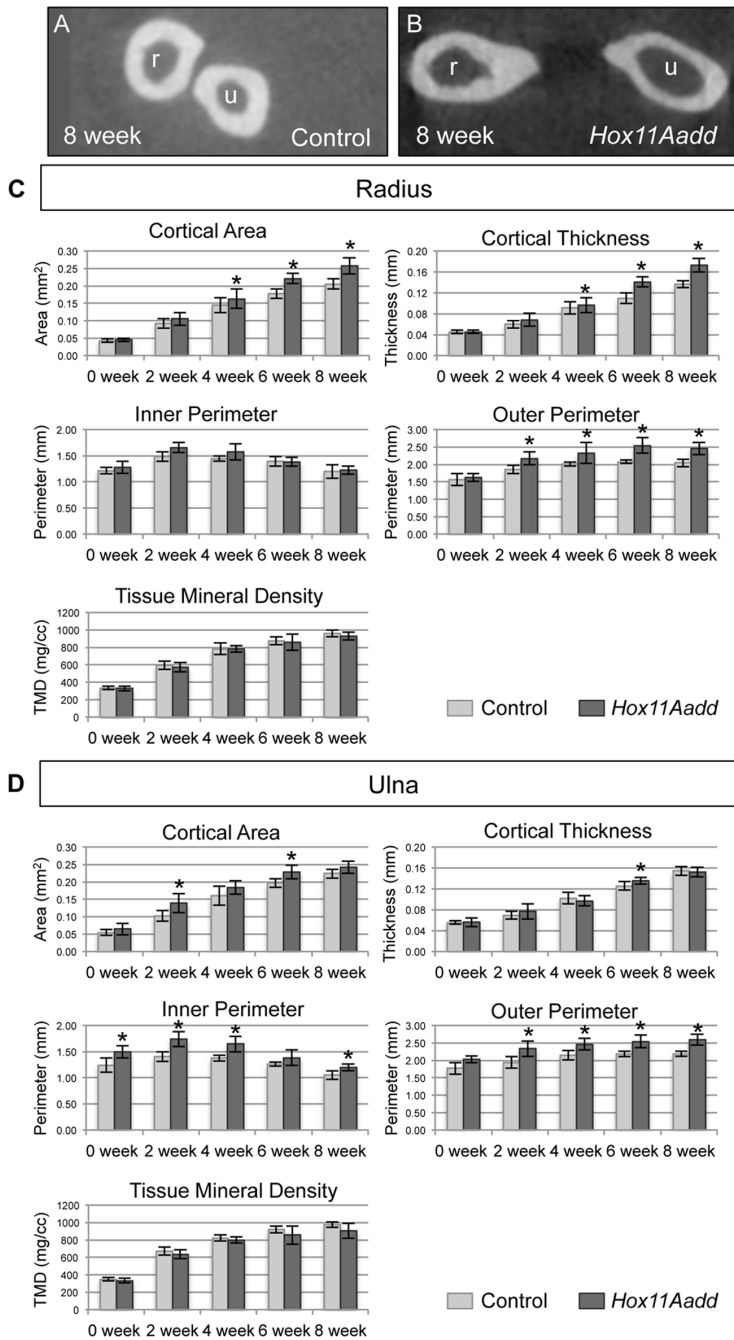 A
r
u
8 week Control
B
r
u
8 week Hox11Aadd
C
Radius
Cortical Area
Area (mm²)
0.30
0.25
0.20
0.15
0.10
0.05
0.00
* * *
0 week 2 week 4 week 6 week 8 week
Cortical Thickness
Thickness (mm)
0.20
0.16
0.12
0.08
0.04
0.00
* * *
0 week 2 week 4 week 6 week 8 week
Inner Perimeter
Perimeter (mm)
2.00
1.50
1.00
0.50
0.00
0 week 2 week 4 week 6 week 8 week
Outer Perimeter
Perimeter (mm)
3.00
2.50
2.00
1.50
1.00
0.50
0.00
* * * *
0 week 2 week 4 week 6 week 8 week
Tissue Mineral Density
TMD (mg/cc)
1200
1000
800
600
400
200
0
0 week 2 week 4 week 6 week 8 week
Control Hox11Aadd
D
Ulna
Cortical Area
Area (mm²)
0.30
0.25
0.20
0.15
0.10
0.05
0.00
* *
0 week 2 week 4 week 6 week 8 week
Cortical Thickness
Thickness (mm)
0.20
0.16
0.12
0.08
0.04
0.00
*
0 week 2 week 4 week 6 week 8 week
Inner Perimeter
Perimeter (mm)
2.00
1.50
1.00
0.50
0.00
* * * *
0 week 2 week 4 week 6 week 8 week
Outer Perimeter
Perimeter (mm)
3.00
2.50
2.00
1.50
1.00
0.50
0.00
* * * *
0 week 2 week 4 week 6 week 8 week
Tissue Mineral Density
TMD (mg/cc)
1200
1000
800
600
400
200
0
0 week 2 week 4 week 6 week 8 week
Control Hox11Aadd